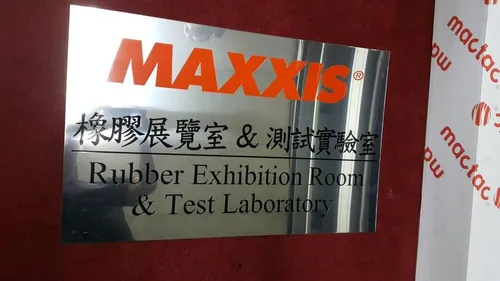 MAXXIS®
橡膠展覽室 & 測試實驗室
Rubber Exhibition Room
& Test Laboratory
mactac
mactac